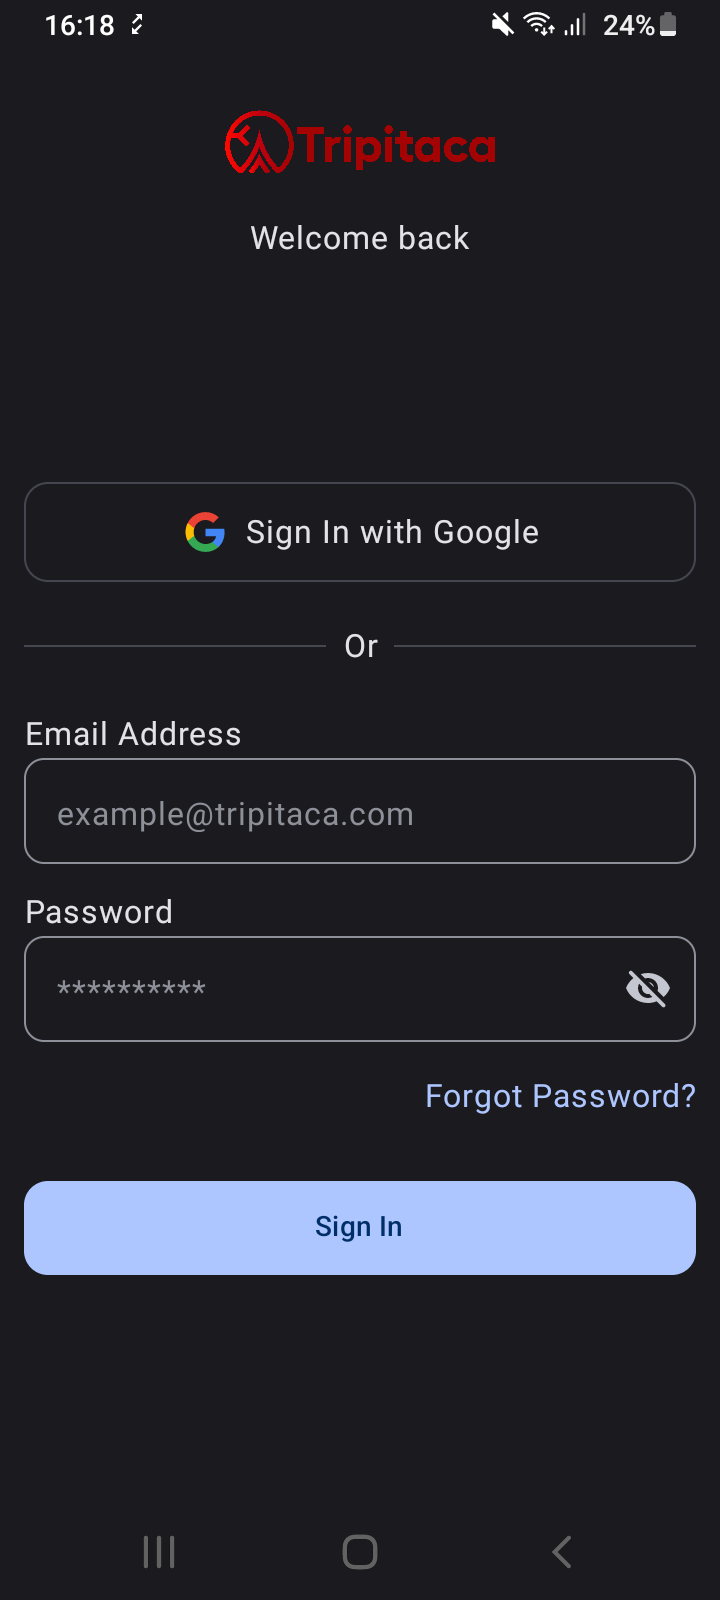 16:18
24%
Tripitaca
Welcome back
Sign In with Google
Or
Email Address
example@tripitaca.com
Password
**********
Forgot Password?
Sign In